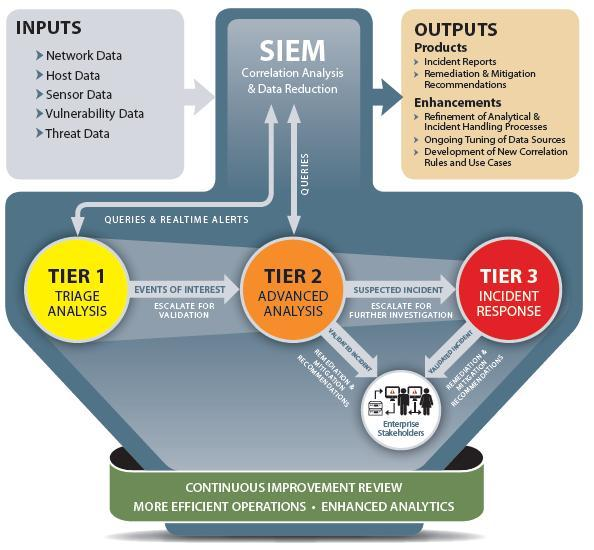 INPUTS
Network Data
Host Data
Sensor Data
Vulnerability Data
Threat Data
SIEM
Correlation Analysis
& Data Reduction
OUTPUTS
Products
Incident Reports
Remediation & Mitigation
Recommendations
Enhancements
Refinement of Analytical &
Incident Handling Processes
Ongoing Tuning of Data Sources
Development of New Correlation
Rules and Use Cases
QUERIES
QUERIES & REALTIME ALERTS
TIER 1
TRIAGE
ANALYSIS
EVENTS OF INTEREST
ESCALATE FOR
VALIDATION
TIER 2
ADVANCED
ANALYSIS
SUSPECTED INCIDENT
ESCALATE FOR
FURTHER INVESTIGATION
TIER 3
INCIDENT
RESPONSE
VALIDATED INCIDENT
REMEDIATION &
MITIGATION
RECOMMENDATIONS
VALIDATED INCIDENT
REMEDIATION &
MITIGATION
RECOMMENDATIONS
Enterprise
Stakeholders
CONTINUOUS IMPROVEMENT REVIEW
MORE EFFICIENT OPERATIONS • ENHANCED ANALYTICS